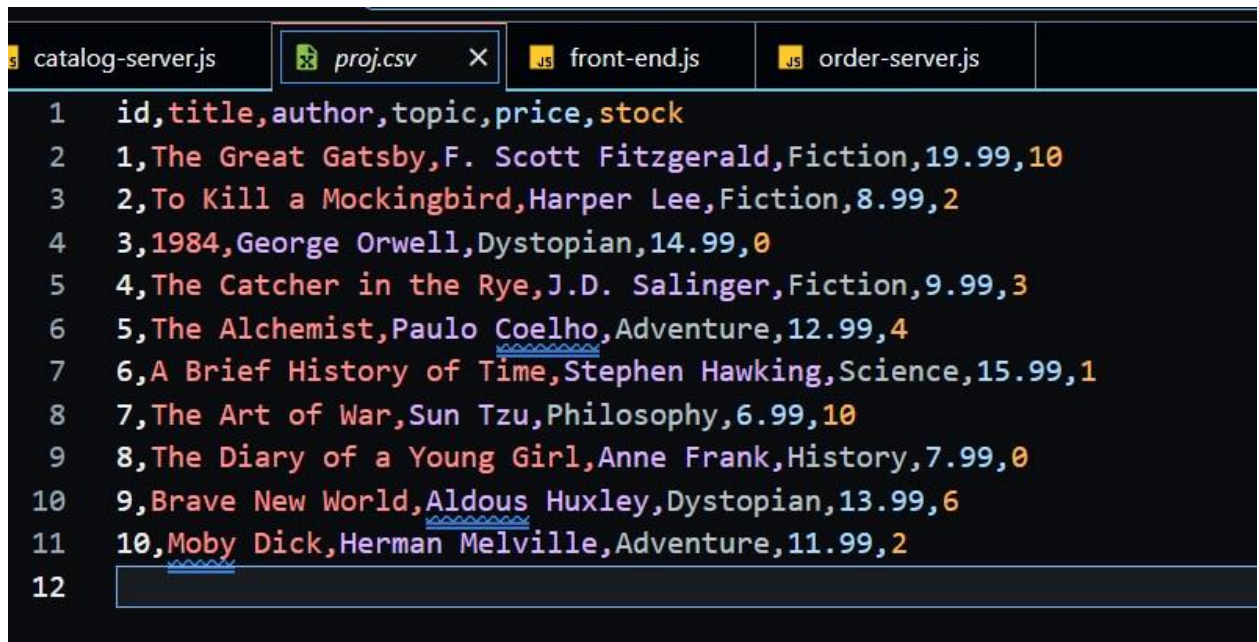 catalog-server.js proj.csv front-end.js order-server.js
1 id,title,author,topic,price,stock
2 1,The Great Gatsby,F. Scott Fitzgerald,Fiction,19.99,10
3 2,To Kill a Mockingbird,Harper Lee,Fiction,8.99,2
4 3,1984,George Orwell,Dystopian,14.99,0
5 4,The Catcher in the Rye,J.D. Salinger,Fiction,9.99,3
6 5,The Alchemist,Paulo Coelho,Adventure,12.99,4
7 6,A Brief History of Time,Stephen Hawking,Science,15.99,1
8 7,The Art of War,Sun Tzu,Philosophy,6.99,10
9 8,The Diary of a Young Girl,Anne Frank,History,7.99,0
10 9,Brave New World,Aldous Huxley,Dystopian,13.99,6
11 10,Moby Dick,Herman Melville,Adventure,11.99,2
12